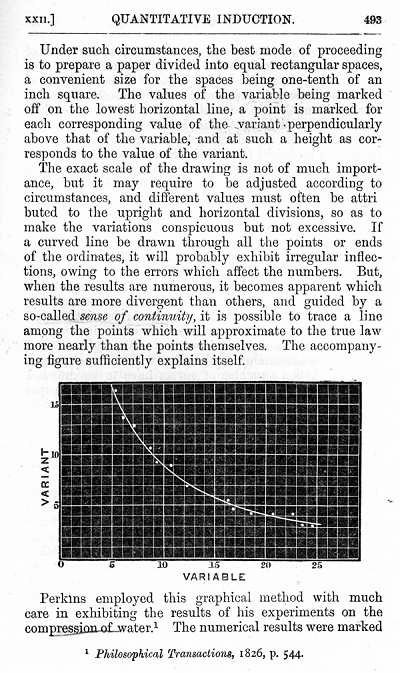 XXII.] QUANTITATIVE INDUCTION. 493
Under such circumstances, the best mode of proceeding
is to prepare a paper divided into equal rectangular spaces,
a convenient size for the spaces being one-tenth of an
inch square. The values of the variable being marked
off on the lowest horizontal line, a point is marked for
each corresponding value of the variant perpendicularly
above that of the variable, and at such a height as cor-
responds to the value of the variant.
The exact scale of the drawing is not of much import-
ance, but it may require to be adjusted according to
circumstances, and different values must often be attri
buted to the upright and horizontal divisions, so as to
make the variations conspicuous but not excessive. If
a curved line be drawn through all the points or ends
of the ordinates, it will probably exhibit irregular inflec-
tions, owing to the errors which affect the numbers. But,
when the results are numerous, it becomes apparent which
results are more divergent than others, and guided by a
so-called sense of continuity, it is possible to trace a line
among the points which will approximate to the true law
more nearly than the points themselves. The accompany-
ing figure sufficiently explains itself.
15
10
5
VARIANT
0 5 10 15 20 25
VARIABLE
Perkins employed this graphical method with much
care in exhibiting the results of his experiments on the
compression of water.¹ The numerical results were marked
¹ Philosophical Transactions, 1826, p. 544.